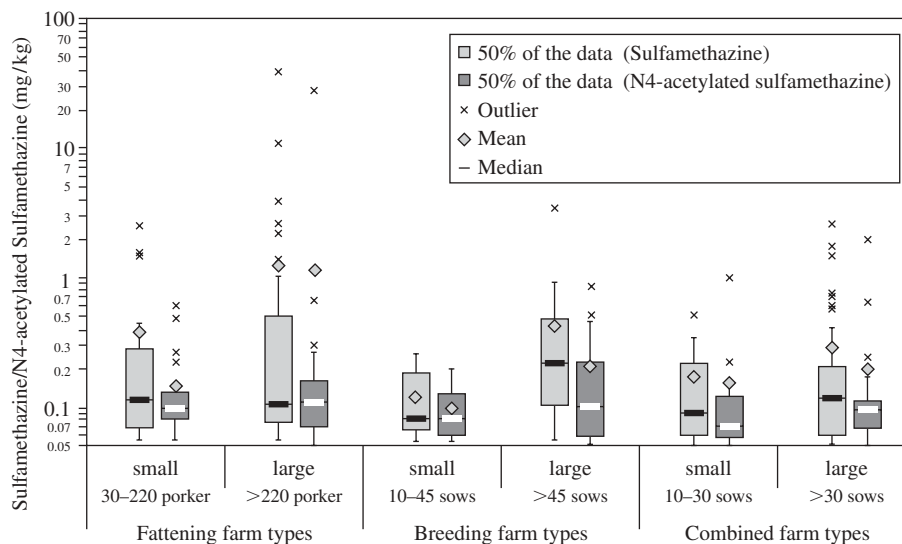 Sulfamethazine/N4-acetylated Sulfamethazine (mg/kg)
100
70
50
30
20
10
7
5
3
2
1
0.7
0.5
0.3
0.2
0.1
0.07
0.05
50% of the data (Sulfamethazine)
50% of the data (N4-acetylated sulfamethazine)
Outlier
Mean
Median
small large small large small large
30–220 porker >220 porker 10–45 sows >45 sows 10–30 sows >30 sows
Fattening farm types Breeding farm types Combined farm types